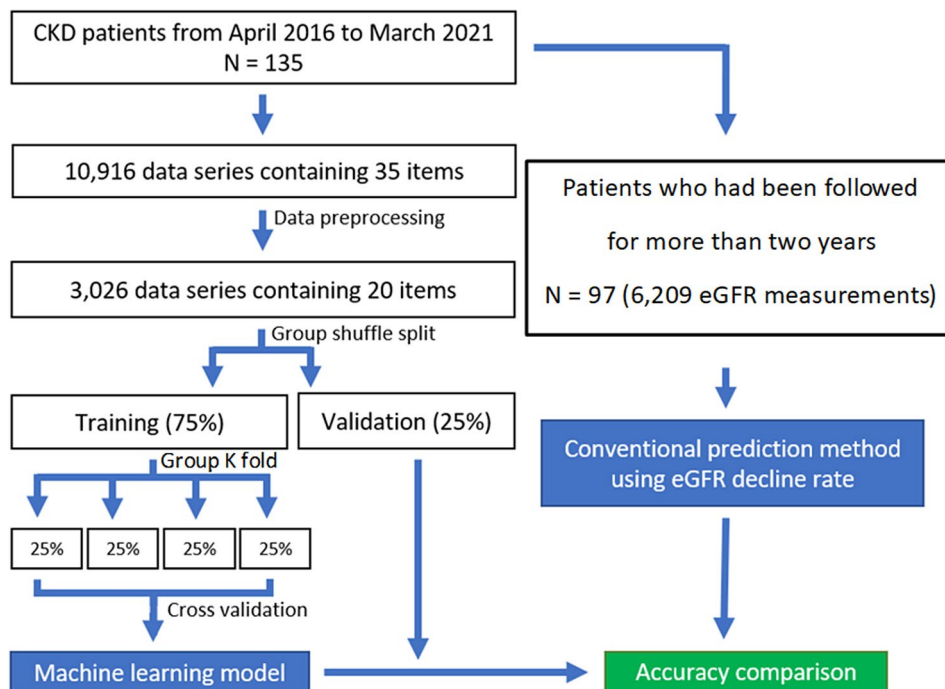 CKD patients from April 2016 to March 2021
N = 135
10,916 data series containing 35 items
Data preprocessing
3,026 data series containing 20 items
Group shuffle split
Training (75%)
Validation (25%)
Group K fold
25%
25%
25%
25%
Cross validation
Machine learning model
Patients who had been followed
for more than two years
N = 97 (6,209 eGFR measurements)
Conventional prediction method
using eGFR decline rate
Accuracy comparison